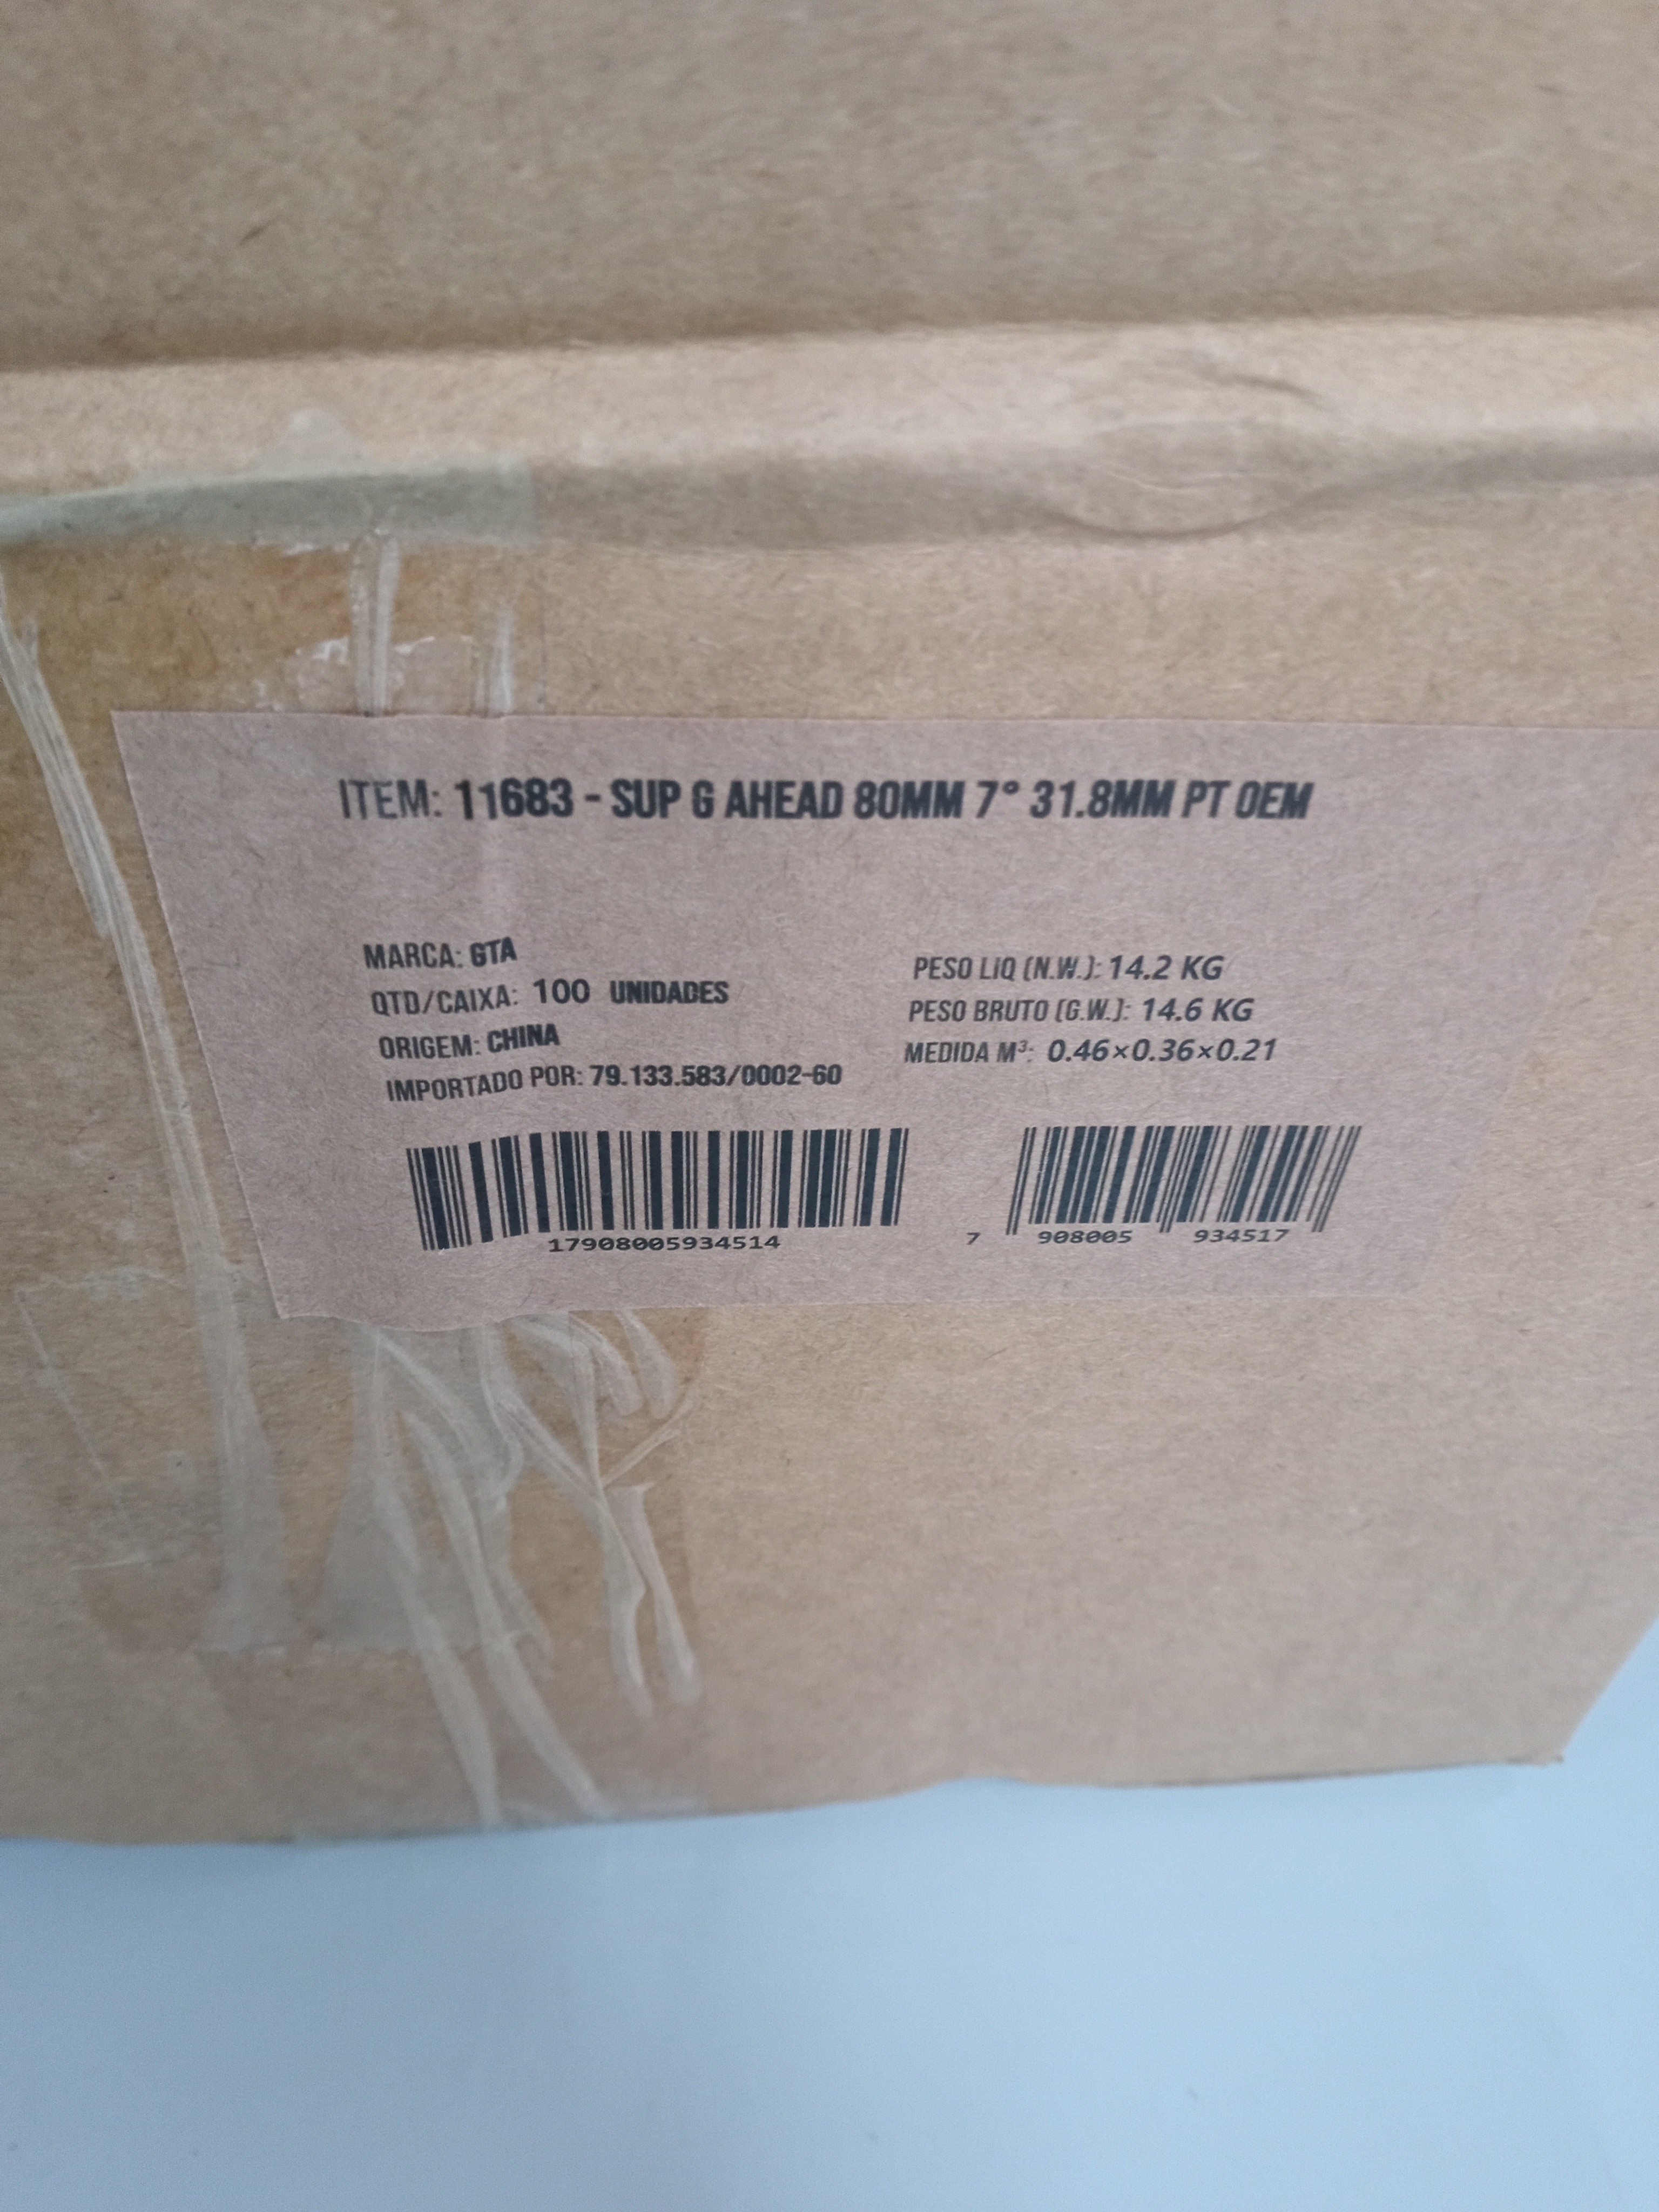 ITEM: 11683 - SUP G AHEAD 80MM 7° 31.8MM PT OEM
MARCA: GTA
QTD/CAIXA: 100 UNIDADES
ORIGEM: CHINA
IMPORTADO POR: 79.133.583/0002-60
PESO LIQ (N.W.): 14.2 KG
PESO BRUTO (G.W.): 14.6 KG
MEDIDA M³: 0.46×0.36×0.21
17908005934514
7 908005 934517